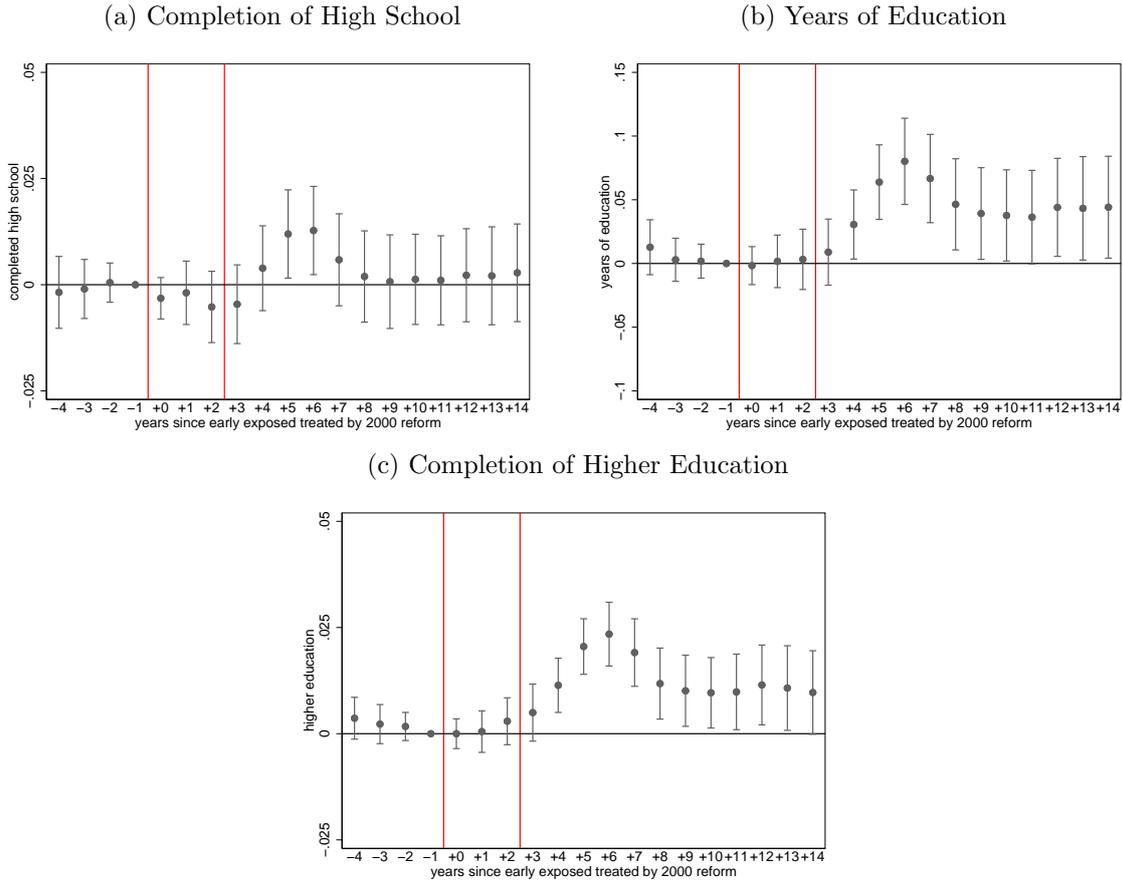 (a) Completion of High School
completed high school
.05
.025
0
−.025
−4 −3 −2 −1 +0 +1 +2 +3 +4 +5 +6 +7 +8 +9 +10 +11 +12 +13 +14
years since early exposed treated by 2000 reform
(b) Years of Education
years of education
.15
.1
.05
0
−.05
−.1
−4 −3 −2 −1 +0 +1 +2 +3 +4 +5 +6 +7 +8 +9 +10 +11 +12 +13 +14
years since early exposed treated by 2000 reform
(c) Completion of Higher Education
higher education
.05
.025
0
−.025
−4 −3 −2 −1 +0 +1 +2 +3 +4 +5 +6 +7 +8 +9 +10 +11 +12 +13 +14
years since early exposed treated by 2000 reform